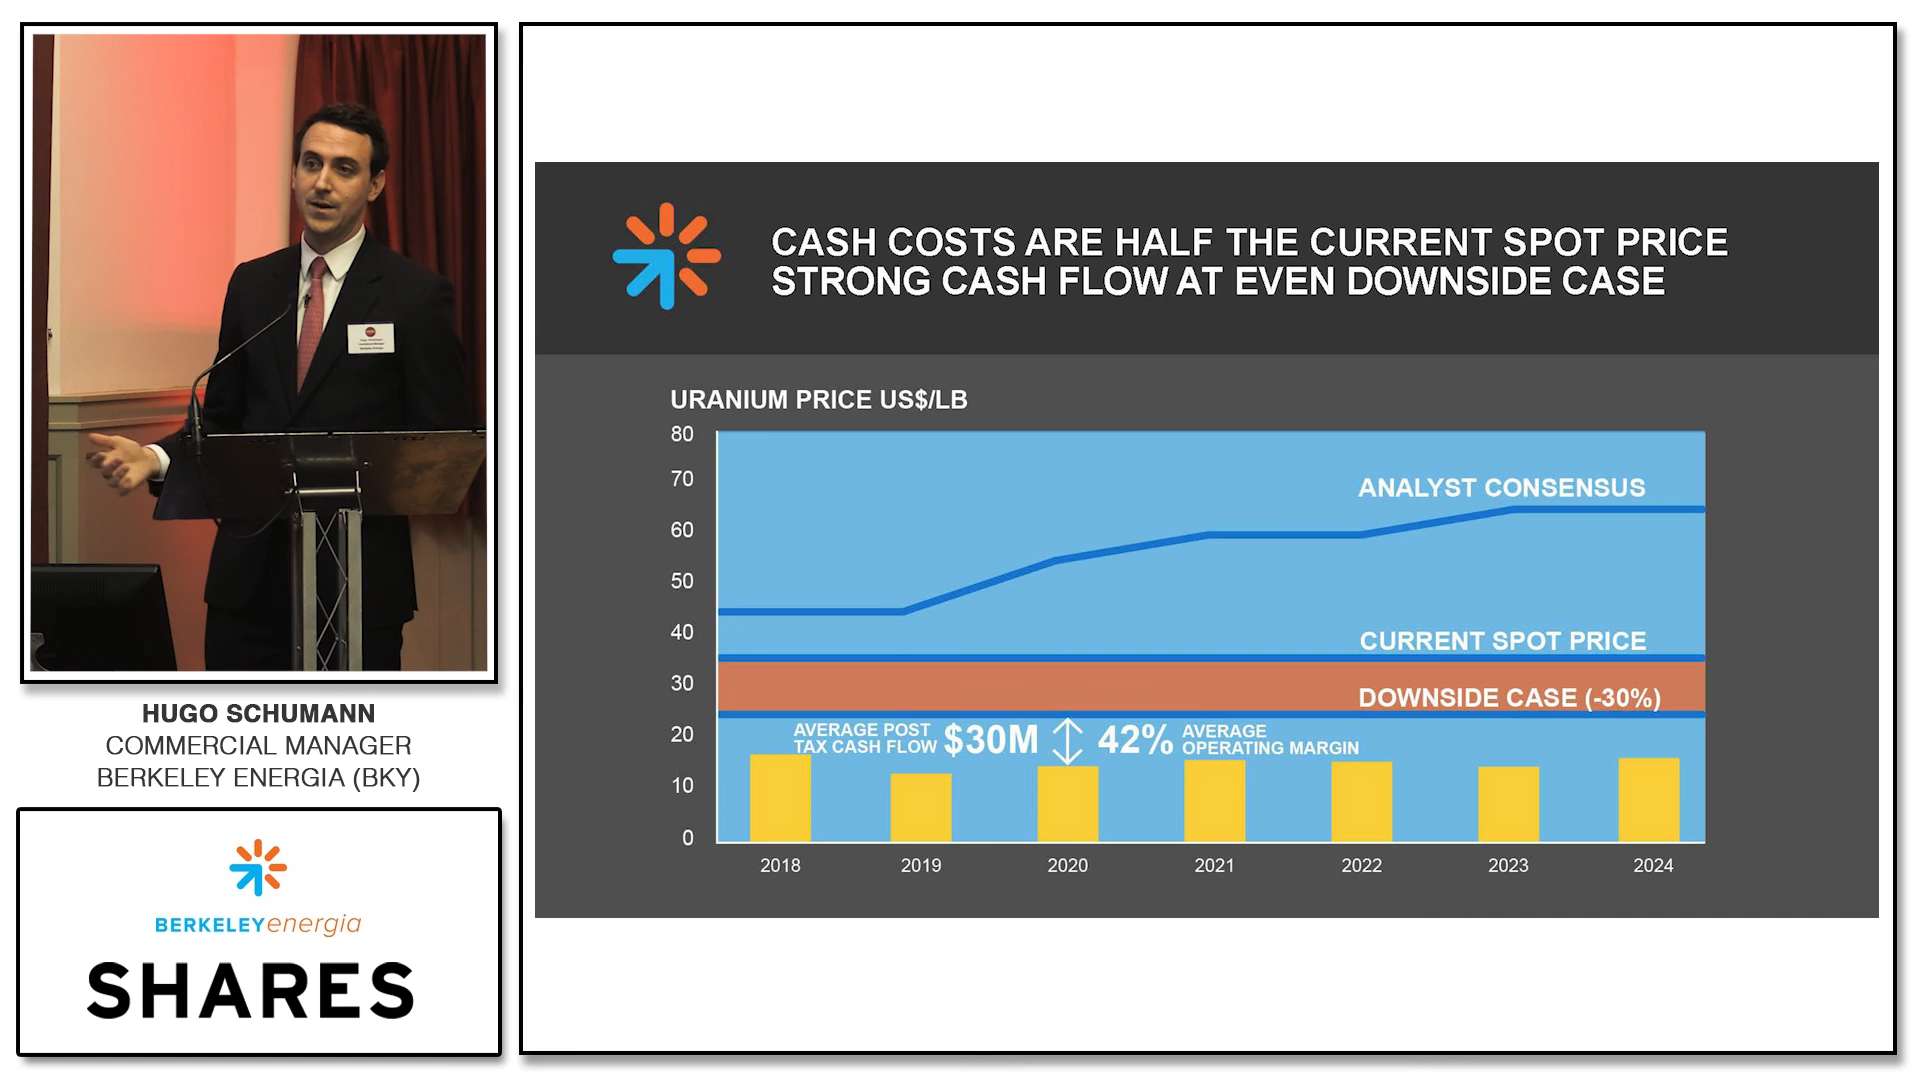 HUGO SCHUMANN
COMMERCIAL MANAGER
BERKELEY ENERGIA (BKY)
BERKELEYenergia
SHARES
CASH COSTS ARE HALF THE CURRENT SPOT PRICE
STRONG CASH FLOW AT EVEN DOWNSIDE CASE
URANIUM PRICE US$/LB
80
70
60
50
40
30
20
10
0
ANALYST CONSENSUS
CURRENT SPOT PRICE
DOWNSIDE CASE (-30%)
AVERAGE POST
TAX CASH FLOW
$30M
42%
AVERAGE
OPERATING MARGIN
2018 2019 2020 2021 2022 2023 2024